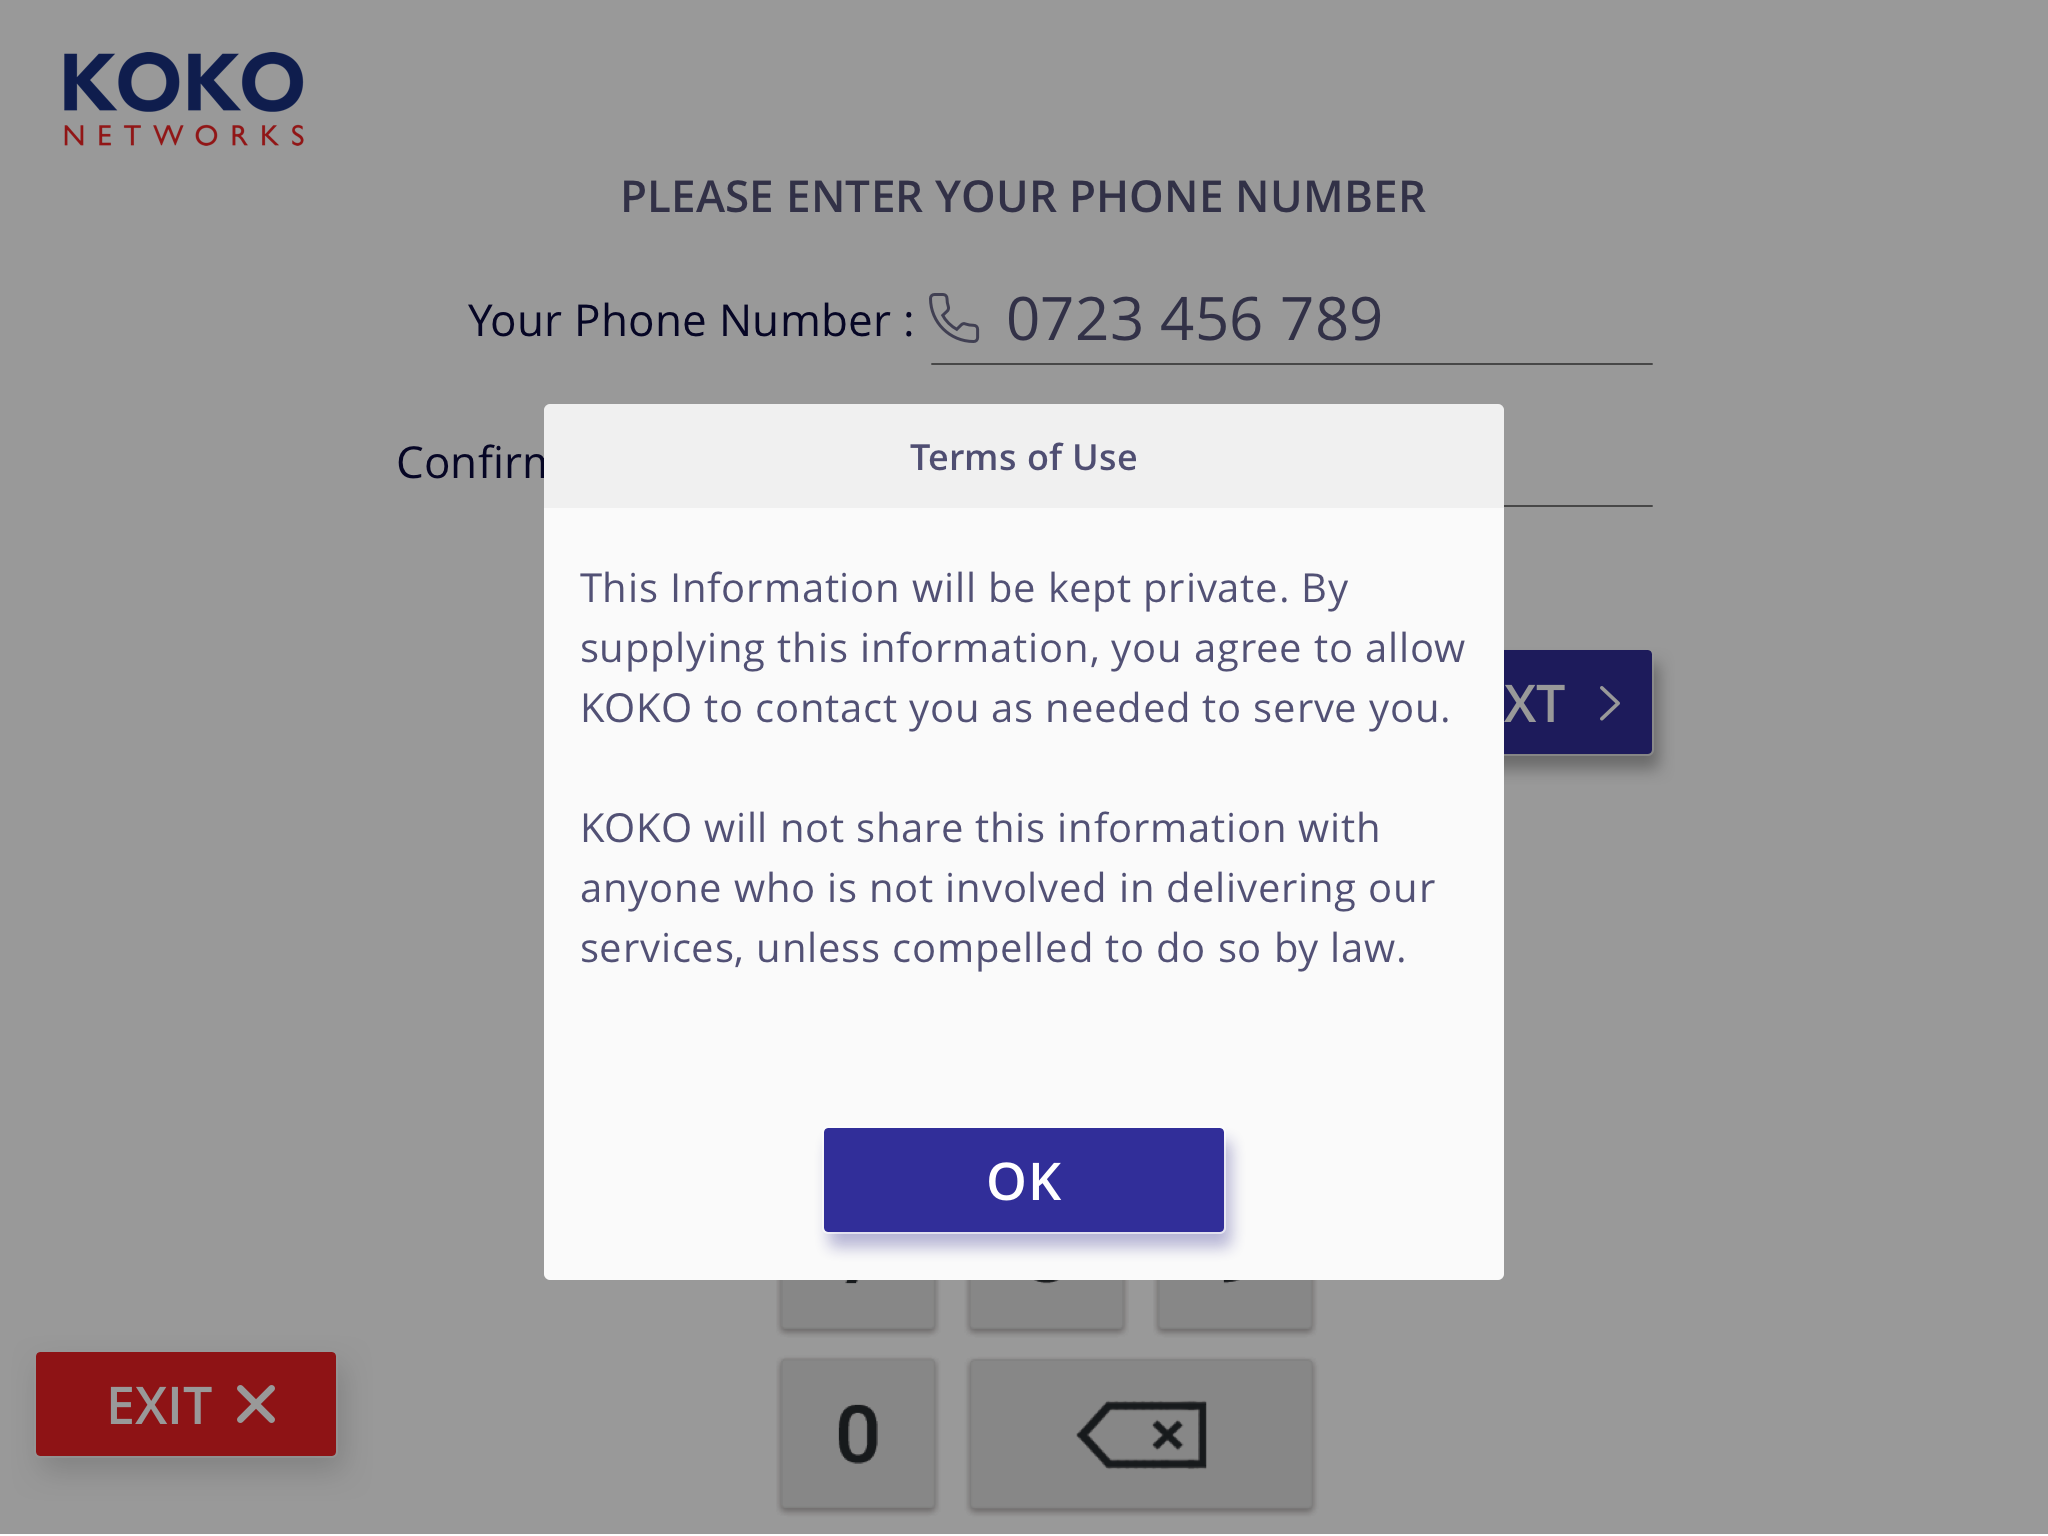 KOKO
NETWORKS
PLEASE ENTER YOUR PHONE NUMBER
Your Phone Number : 0723 456 789
Terms of Use
This Information will be kept private. By
supplying this information, you agree to allow
KOKO to contact you as needed to serve you.
KOKO will not share this information with
anyone who is not involved in delivering our
services, unless compelled to do so by law.
OK
EXIT
0